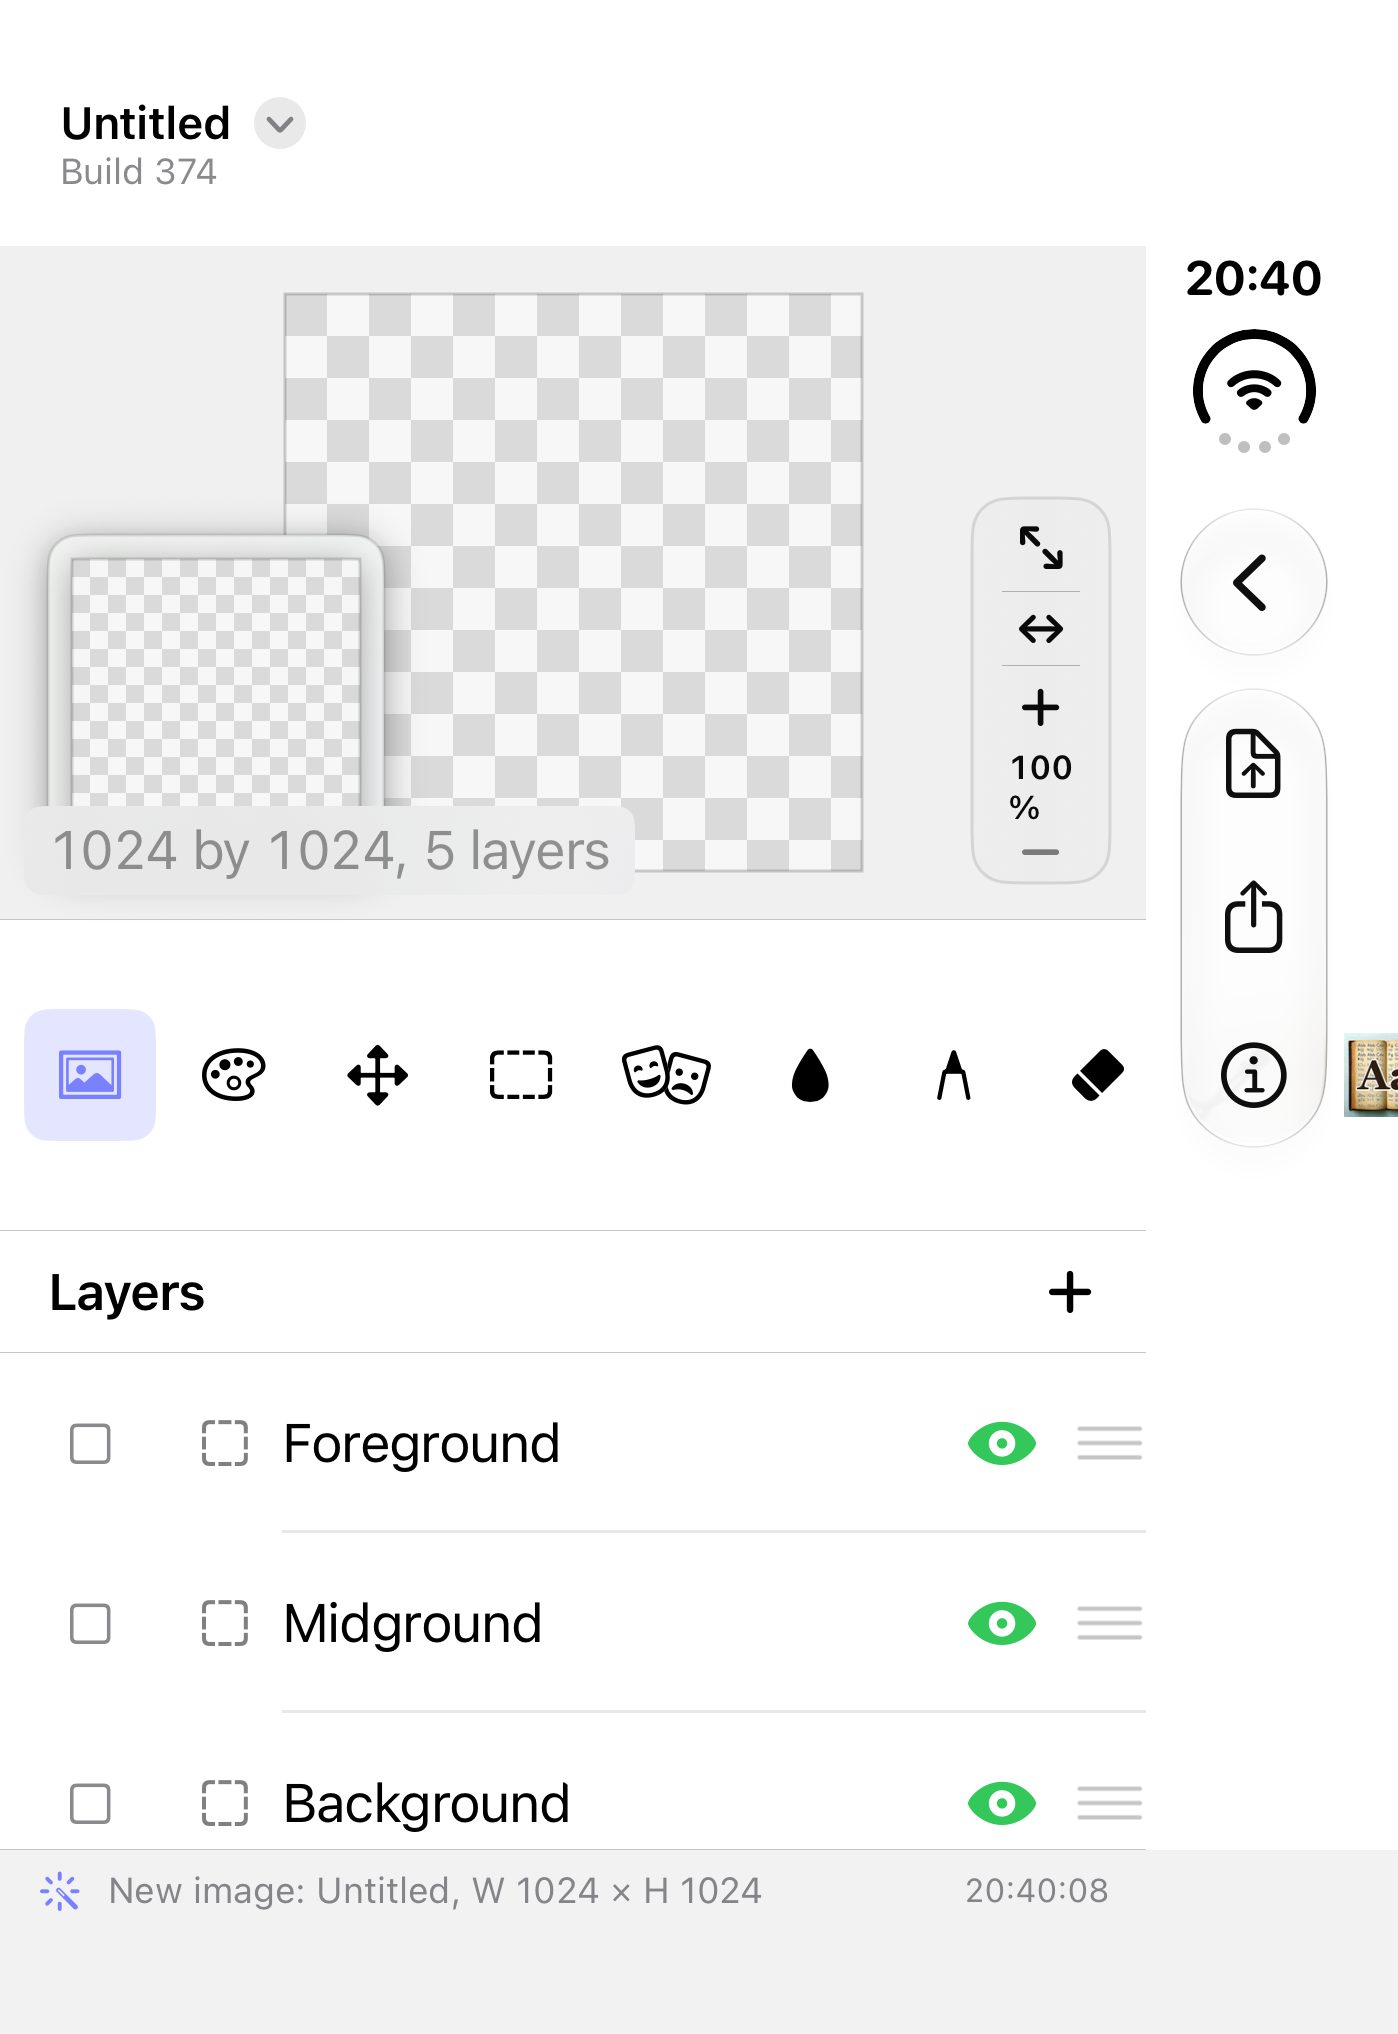 Untitled
Build 374
20:40
100
%
1024 by 1024, 5 layers
Layers
Foreground
Midground
Background
New image: Untitled, W 1024 × H 1024
20:40:08